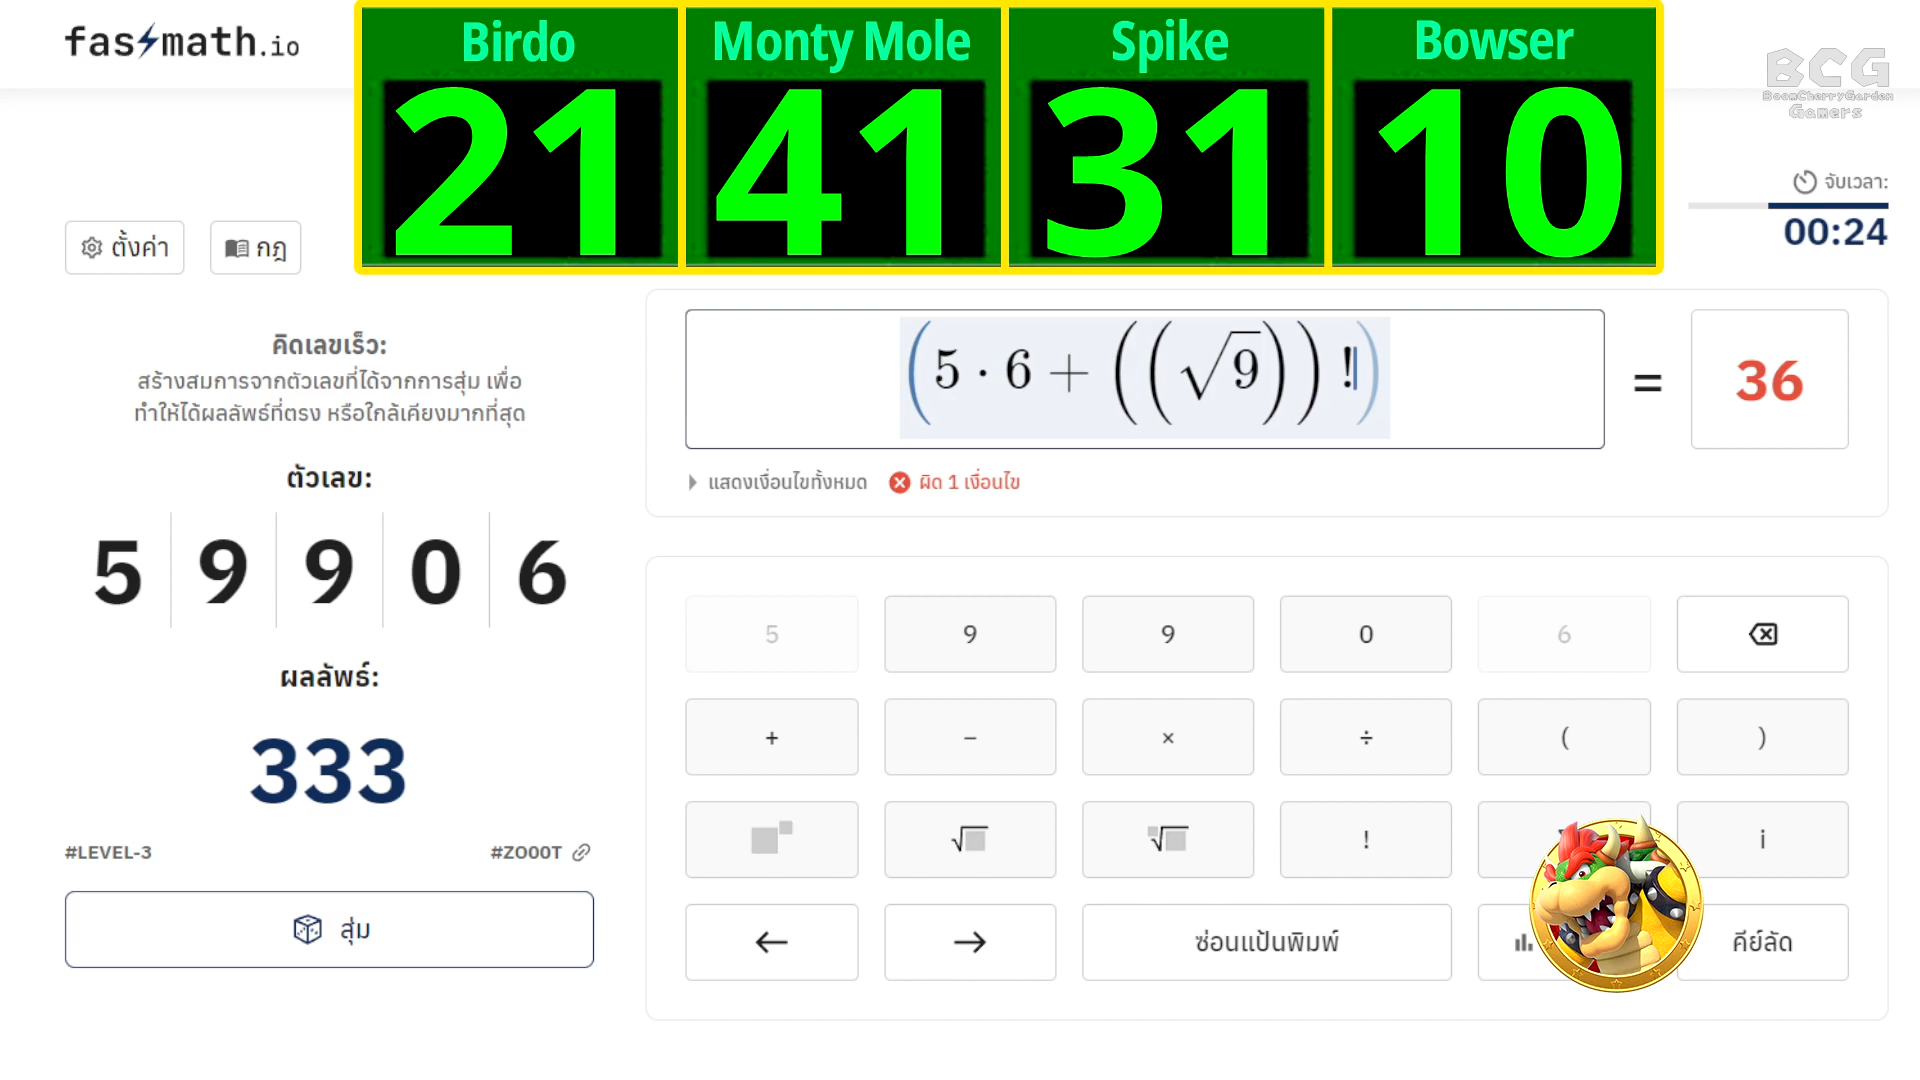 fasmath.io
Birdo
Monty Mole
Spike
Bowser
21
41
31
10
BCG
BoomCherryGarden
Gamers
ตั้งค่า
กฎ
จับเวลา:
00:24
คิดเลขเร็ว:
สร้างสมการจากตัวเลขที่ได้จากการสุ่ม เพื่อ
ทำให้ได้ผลลัพธ์ที่ตรง หรือใกล้เคียงมากที่สุด
ตัวเลข:
5 9 9 0 6
ผลลัพธ์:
333
#LEVEL-3
#ZO00T
สุ่ม
(5 · 6 + ((√9))!)
= 36
แสดงเงื่อนไขทั้งหมด
ผิด 1 เงื่อนไข
5 9 9 0 6
+ − × ÷ ( )
√ √ ! i
← → ซ่อนแป้นพิมพ์ คีย์ลัด